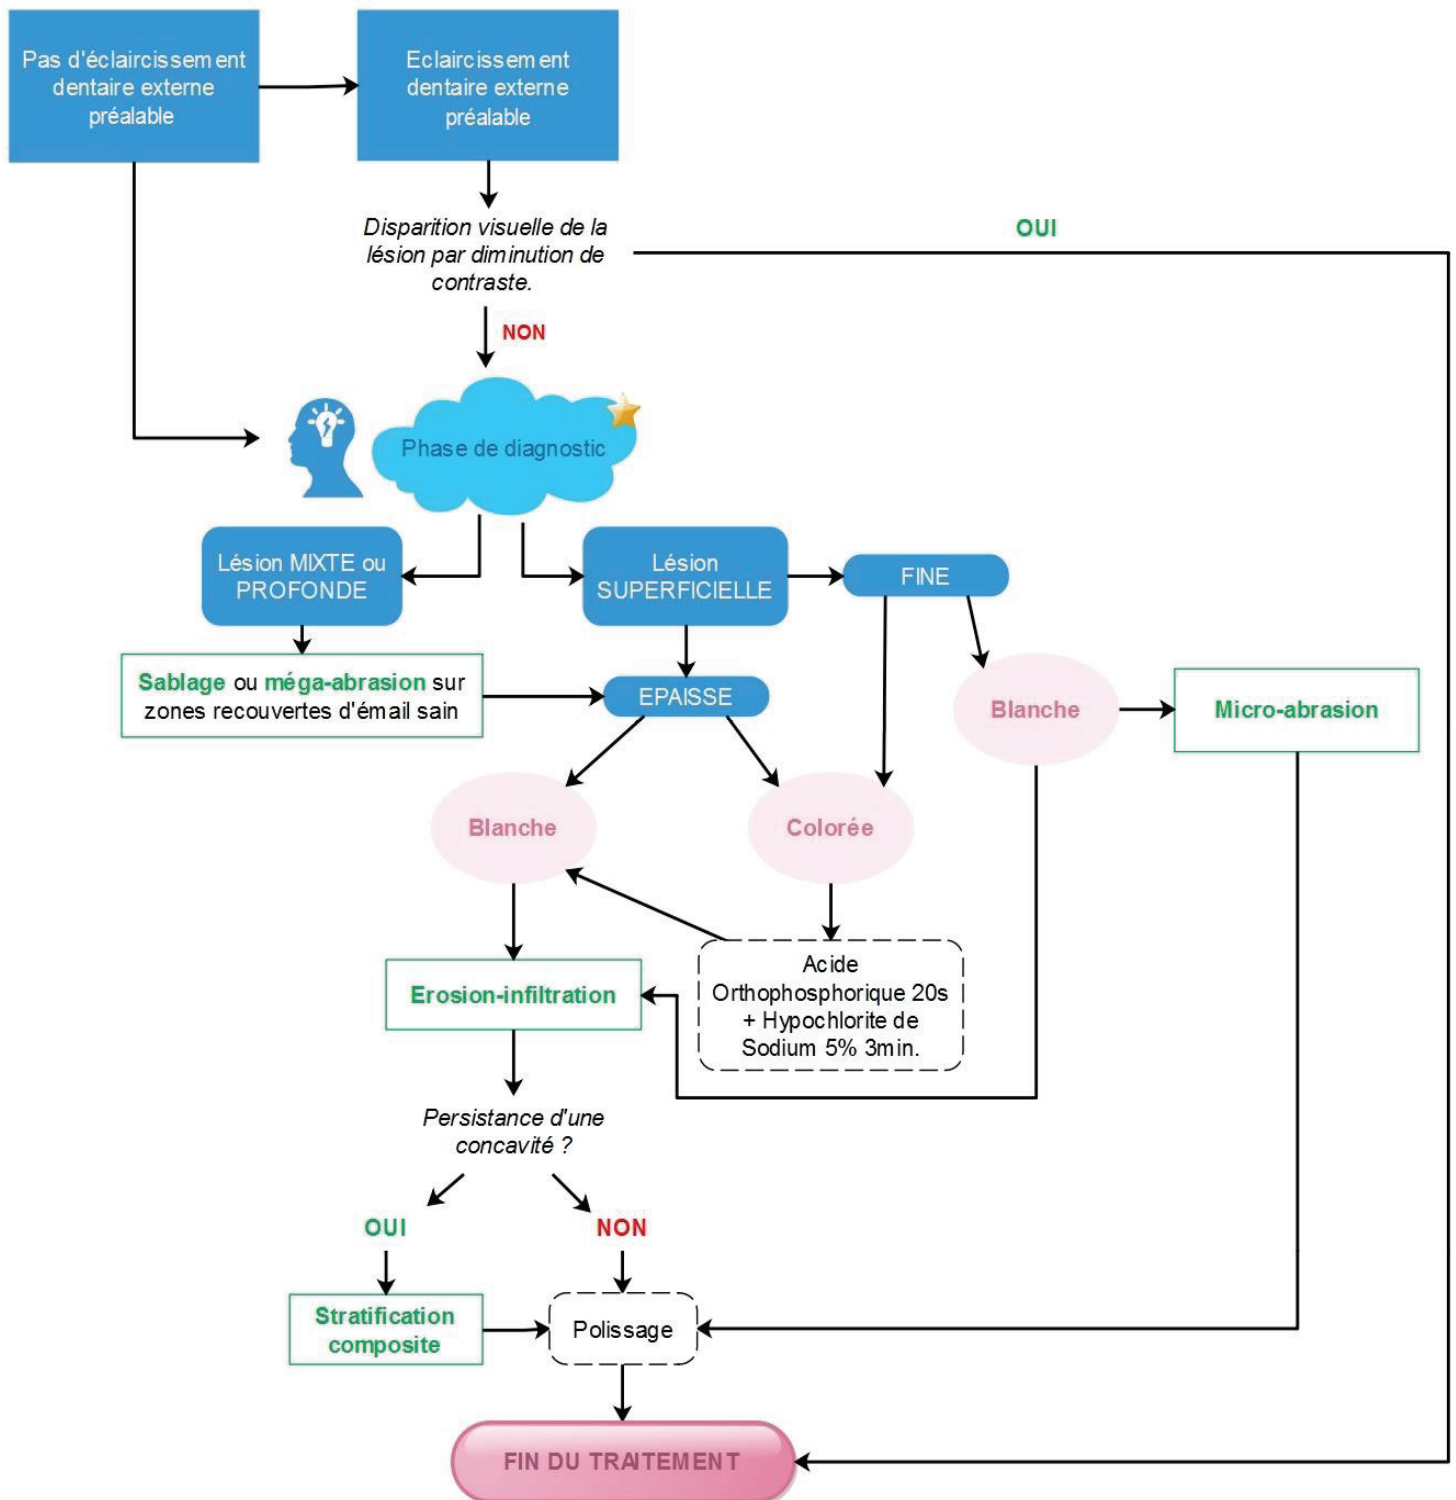 Pas d'éclaircissement
dentaire externe
préalable
Eclaircissement
dentaire externe
préalable
Disparition visuelle de la
lésion par diminution de
contraste.
OUI
NON
Phase de diagnostic
Lésion MIXTE ou
PROFONDE
Lésion
SUPERFICIELLE
FINE
Sablage ou méga-abrasion sur
zones recouvertes d'émail sain
EPAISSE
Blanche
Micro-abrasion
Blanche
Colorée
Erosion-infiltration
Acide
Orthophosphorique 20s
+ Hypochlorite de
Sodium 5% 3min.
Persistance d'une
concavité ?
OUI
NON
Stratification
composite
Polissage
FIN DU TRAITEMENT